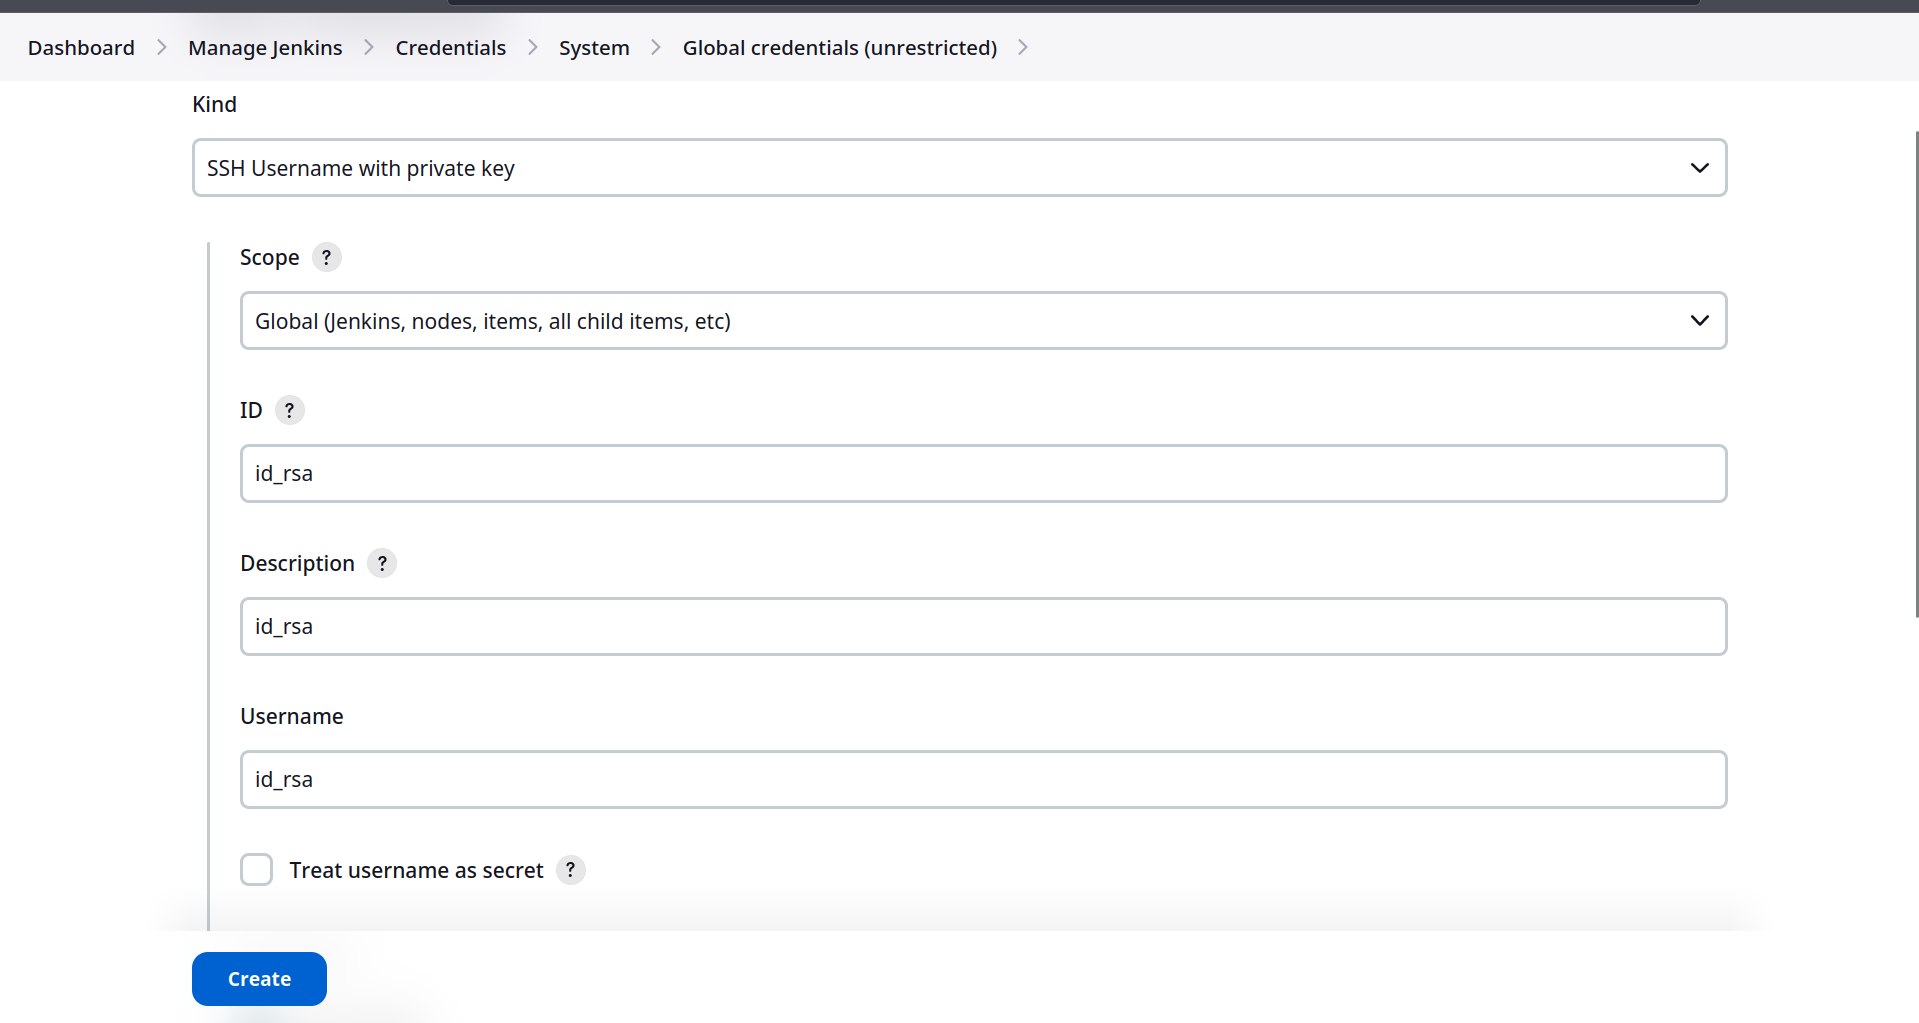 Dashboard > Manage Jenkins > Credentials > System > Global credentials (unrestricted) >
Kind
SSH Username with private key
Scope ?
Global (Jenkins, nodes, items, all child items, etc)
ID ?
id_rsa
Description ?
id_rsa
Username
id_rsa
Treat username as secret ?
Create